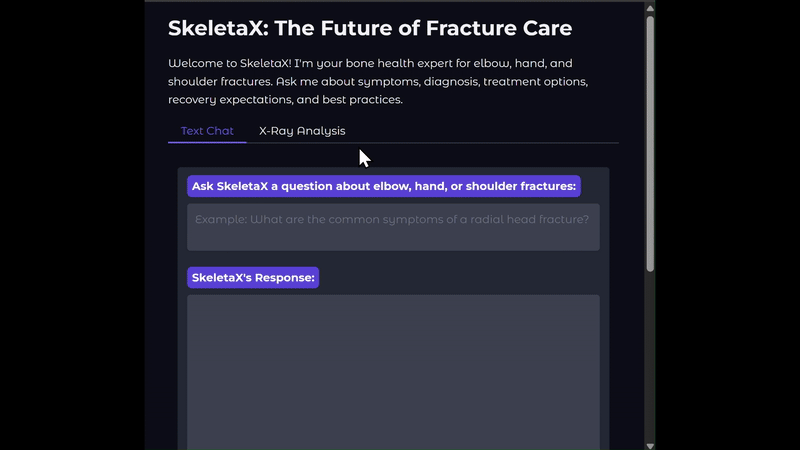 SkeletaX: The Future of Fracture Care
Welcome to SkeletaX! I'm your bone health expert for elbow, hand, and
shoulder fractures. Ask me about symptoms, diagnosis, treatment options,
recovery expectations, and best practices.
Text Chat X-Ray Analysis
Ask SkeletaX a question about elbow, hand, or shoulder fractures:
Example: What are the common symptoms of a radial head fracture?
SkeletaX's Response: